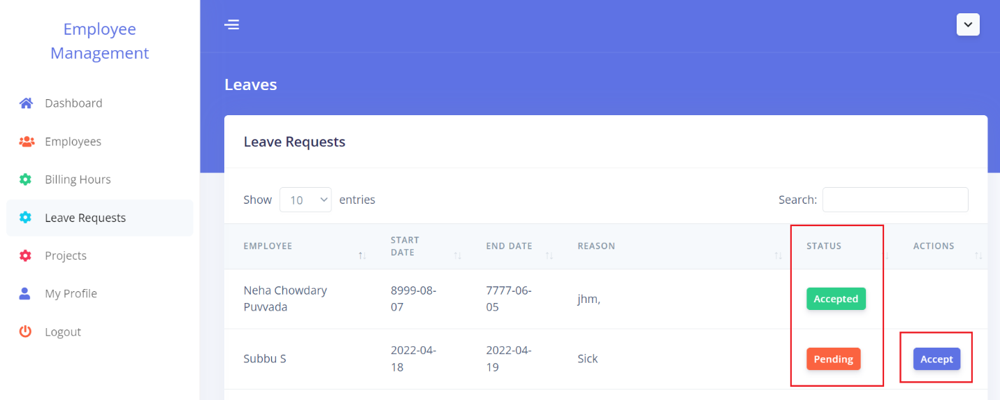 Employee
Management
Dashboard
Employees
Billing Hours
Leave Requests
Projects
My Profile
Logout
Leaves
Leave Requests
Show 10 entries
Search:
EMPLOYEE START DATE END DATE REASON STATUS ACTIONS
Neha Chowdary Puvvada 8999-08-07 7777-06-05 jhm, Accepted
Subbu S 2022-04-18 2022-04-19 Sick Pending Accept